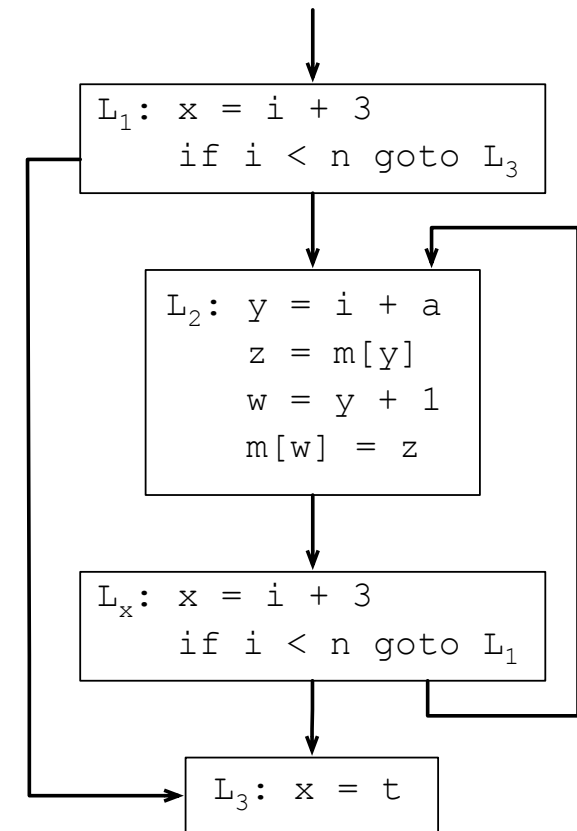 L₁: x = i + 3
if i < n goto L₃
L₂: y = i + a
z = m[y]
w = y + 1
m[w] = z
Lₓ: x = i + 3
if i < n goto L₁
L₃: x = t